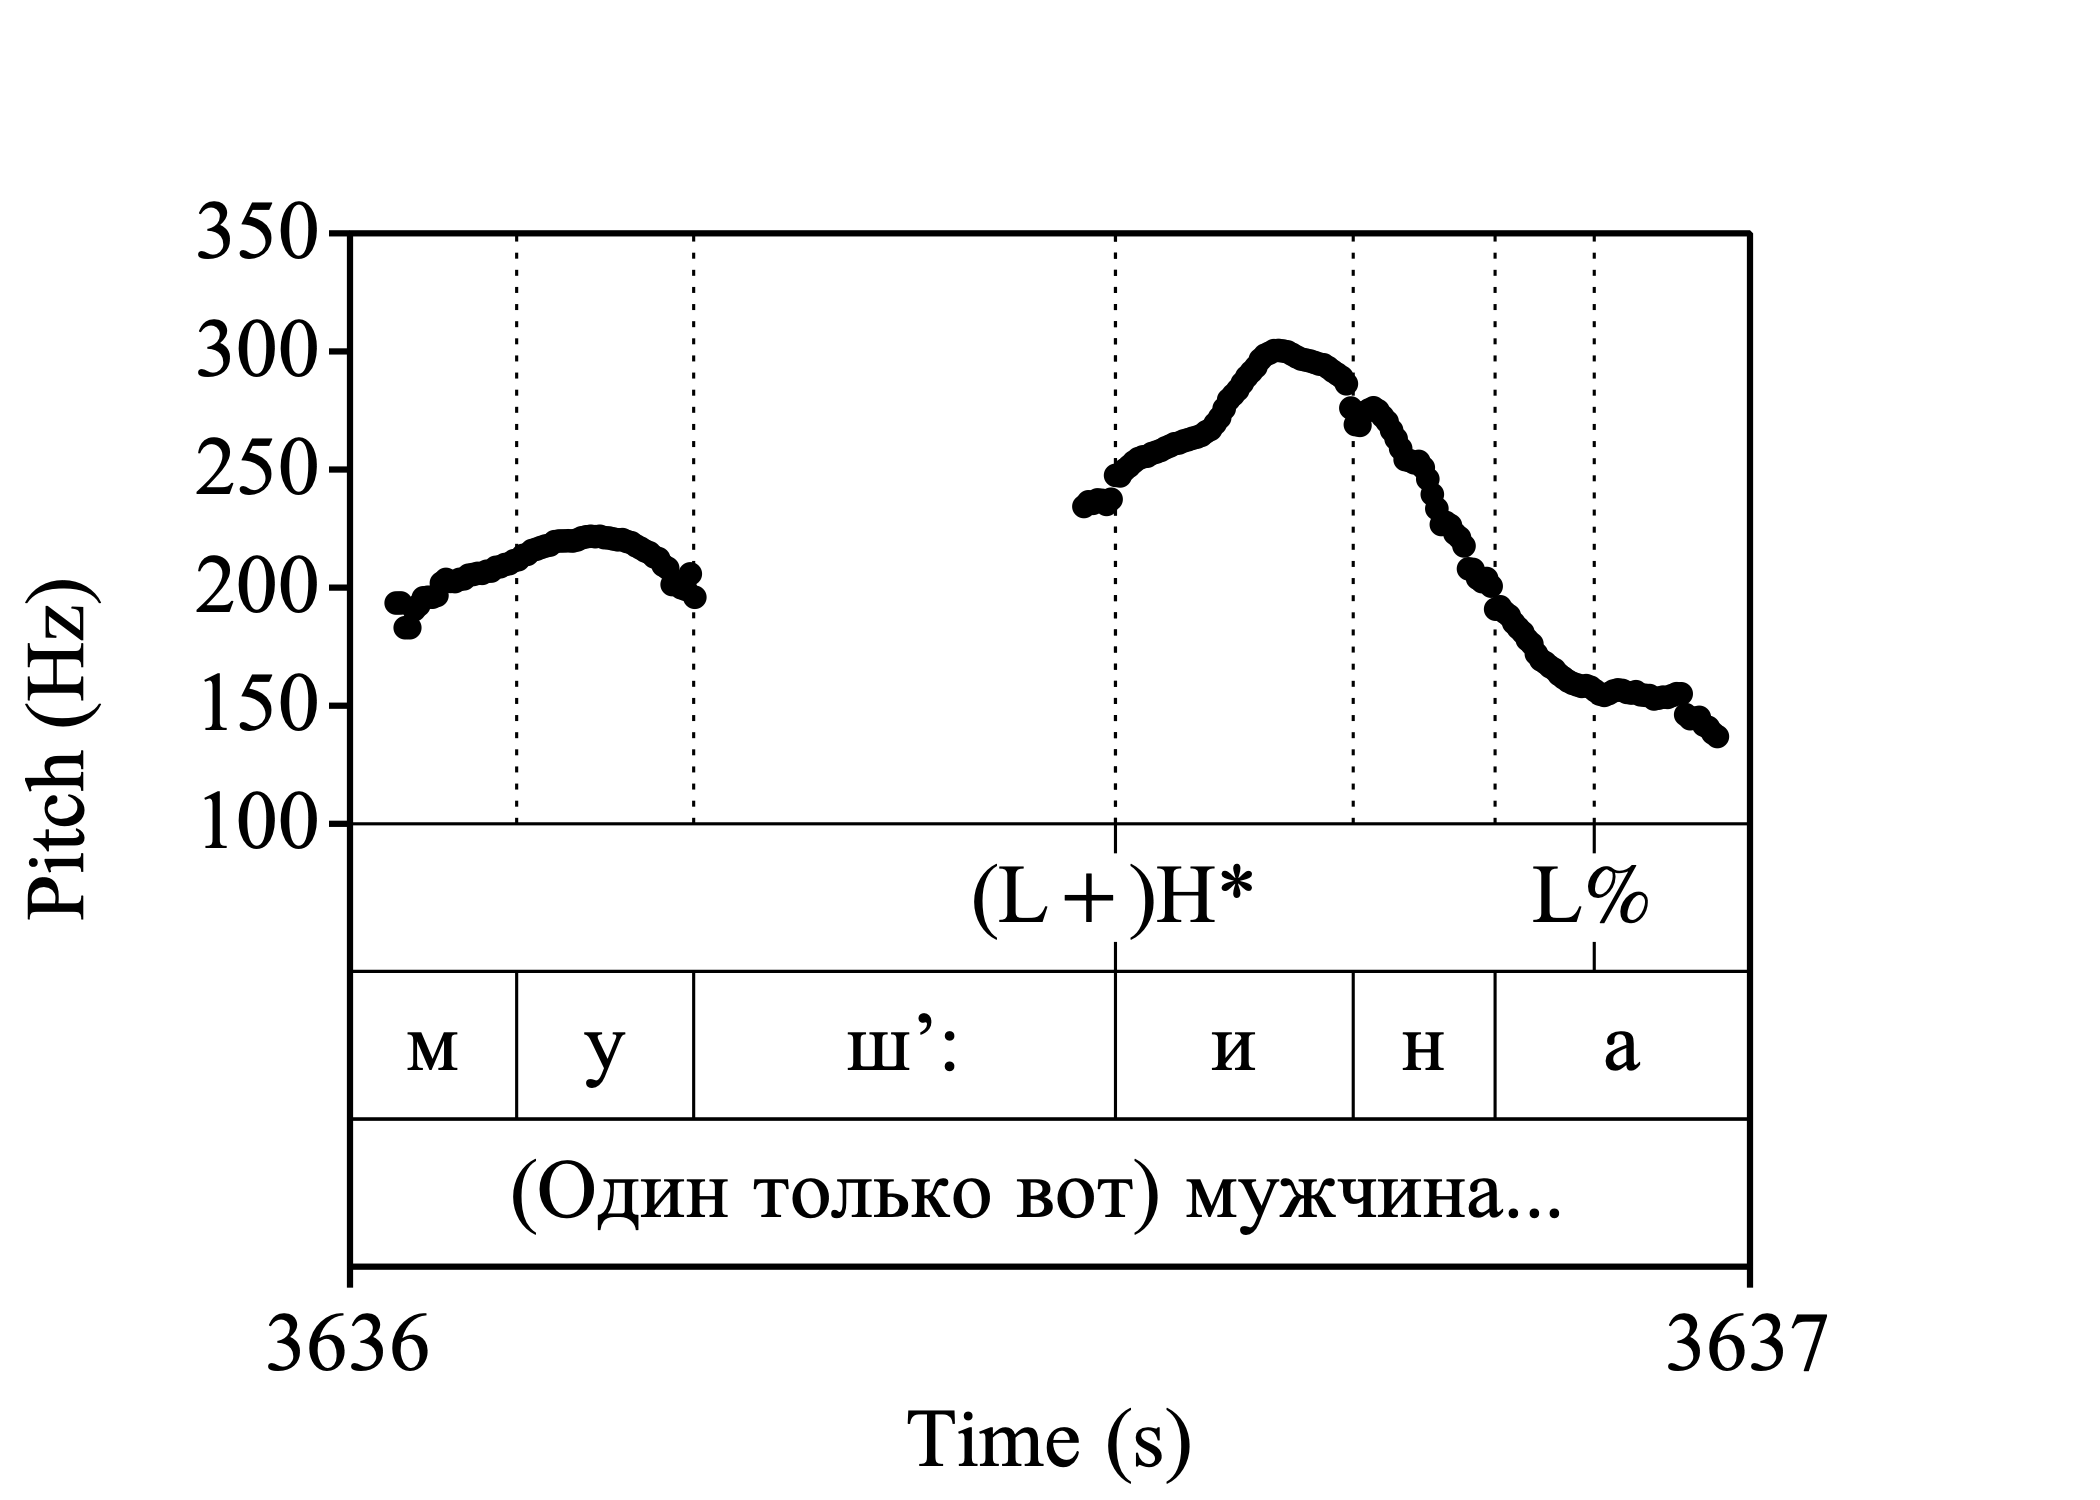 350
300
250
200
150
100
Pitch (Hz)
(L+)H* L%
м у ш’: и н а
(Один только вот) мужчина...
3636 3637
Time (s)